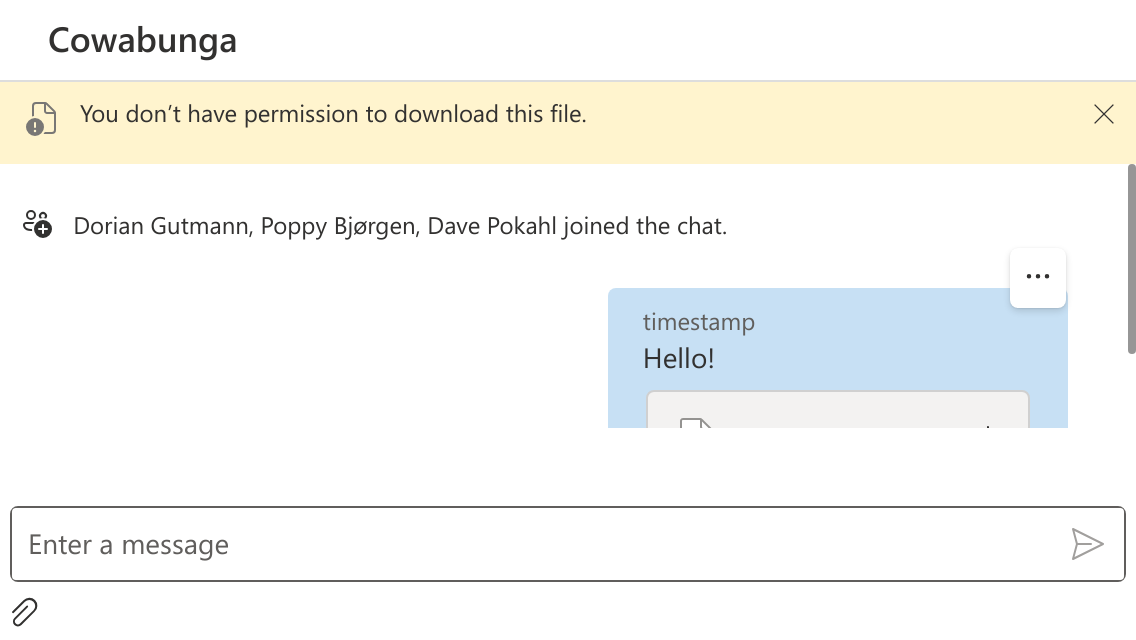 Cowabunga
You don’t have permission to download this file.
Dorian Gutmann, Poppy Bjørgen, Dave Pokahl joined the chat.
timestamp
Hello!
Enter a message